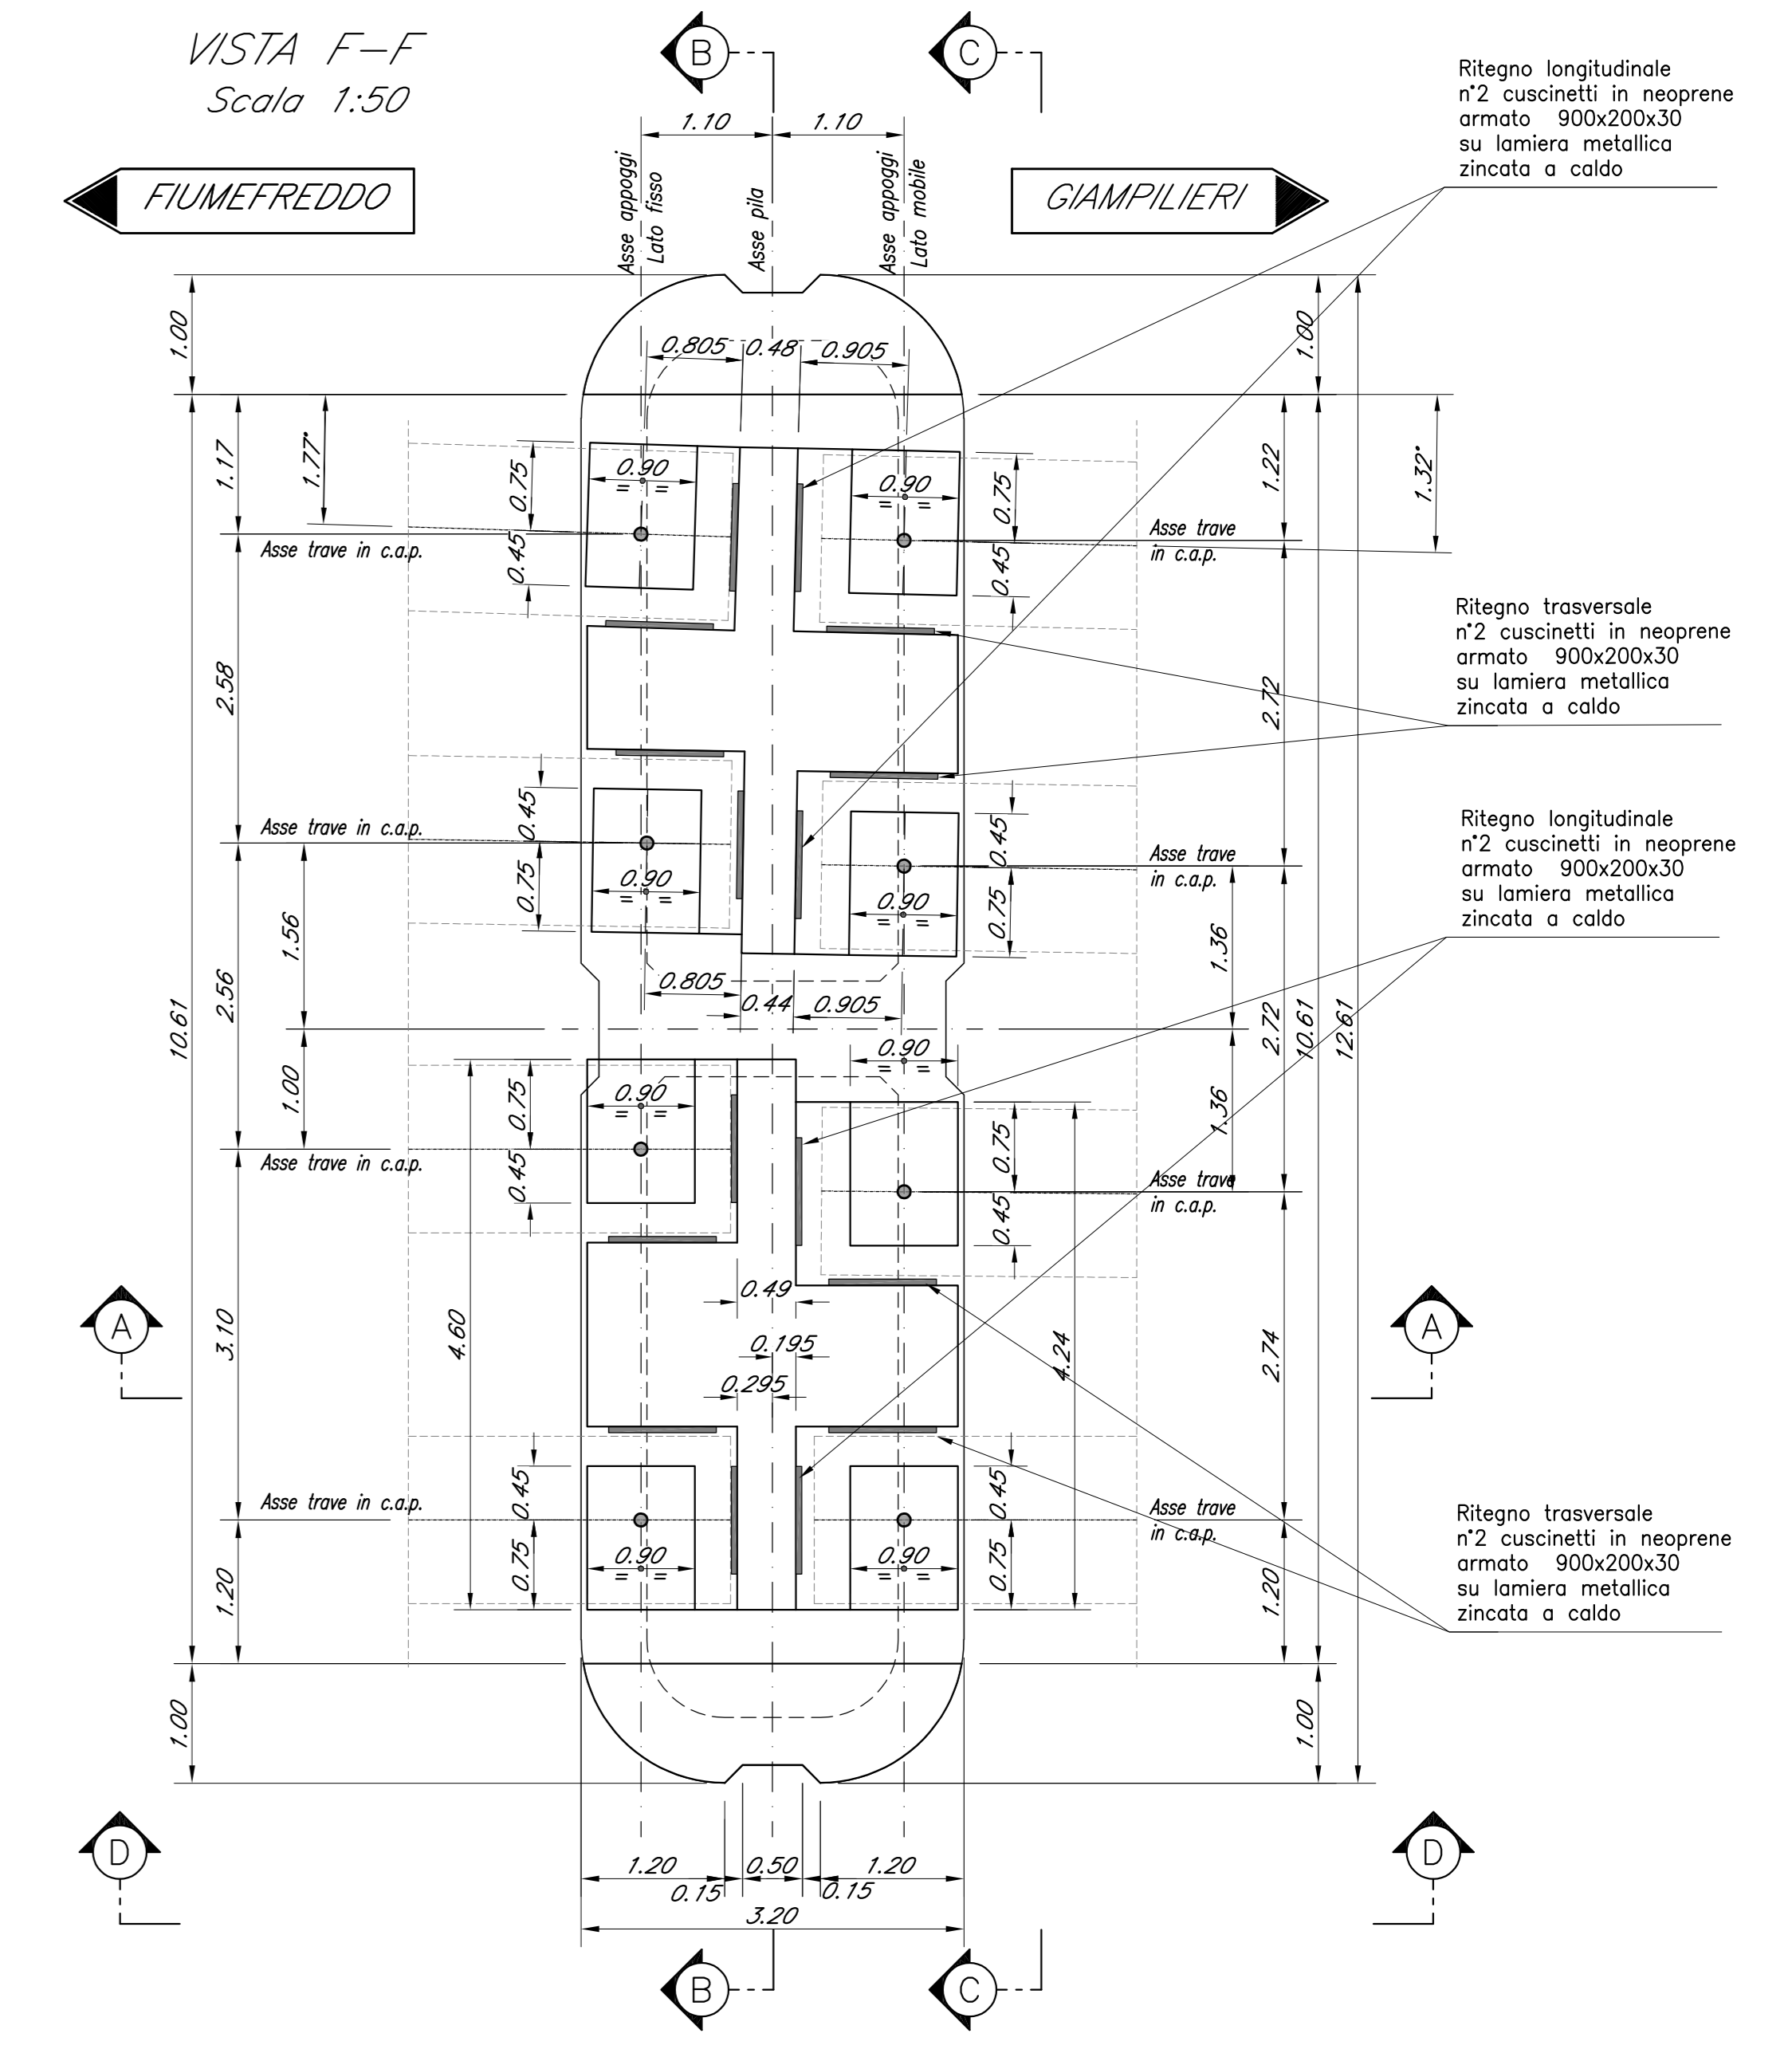 VISTA F-F
Scala 1:50
B
C
1.10
1.10
FIUMEFREDDO
GIAMPILIERI
Asse appoggi
Lato fisso
Asse pila
Asse appoggi
Lato mobile
Ritegno longitudinale
n°2 cuscinetti in neoprene
armato 900x200x30
su lamiera metallica
zincata a caldo
1.00
1.00
0.805
0.48
0.905
1.17
1.77°
0.75
0.90
= =
0.45
0.90
= =
0.75
0.45
1.22
1.32°
Asse trave in c.a.p.
Asse trave
in c.a.p.
Ritegno trasversale
n°2 cuscinetti in neoprene
armato 900x200x30
su lamiera metallica
zincata a caldo
2.58
2.72
0.45
0.75
0.90
= =
0.45
0.75
0.90
= =
Asse trave in c.a.p.
Asse trave
in c.a.p.
Ritegno longitudinale
n°2 cuscinetti in neoprene
armato 900x200x30
su lamiera metallica
zincata a caldo
1.56
1.36
2.56
10.61
0.805
0.44
0.905
2.72
10.61
12.61
0.90
= =
1.00
0.75
0.90
= =
0.45
0.75
0.45
1.36
Asse trave in c.a.p.
Asse trave
in c.a.p.
0.49
A
A
3.10
4.60
0.195
0.295
4.24
2.74
0.45
0.75
0.90
= =
0.90
= =
0.45
0.75
Asse trave in c.a.p.
Asse trave
in c.a.p.
Ritegno trasversale
n°2 cuscinetti in neoprene
armato 900x200x30
su lamiera metallica
zincata a caldo
1.20
1.20
1.00
1.00
D
D
1.20
0.50
1.20
0.15
0.15
3.20
B
C